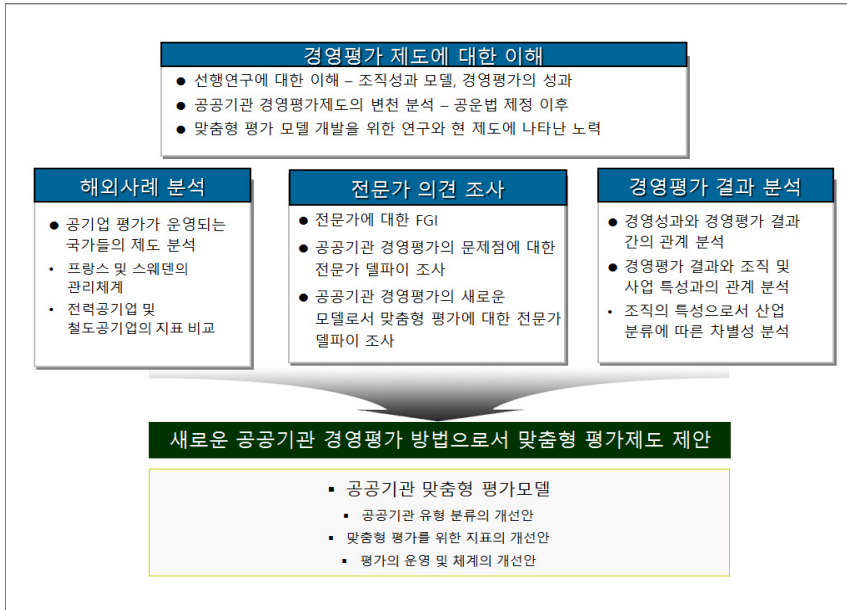 경영평가 제도에 대한 이해
● 선행연구에 대한 이해 – 조직성과 모델, 경영평가의 성과
● 공공기관 경영평가제도의 변천 분석 – 공운법 제정 이후
● 맞춤형 평가 모델 개발을 위한 연구와 현 제도에 나타난 노력
해외사례 분석
● 공기업 평가가 운영되는
국가들의 제도 분석
• 프랑스 및 스웨덴의
관리체계
• 전력공기업 및
철도공기업의 지표 비교
전문가 의견 조사
● 전문가에 대한 FGI
● 공공기관 경영평가의 문제점에 대한
전문가 델파이 조사
● 공공기관 경영평가의 새로운
모델로서 맞춤형 평가에 대한 전문가
델파이 조사
경영평가 결과 분석
● 경영성과와 경영평가 결과
간의 관계 분석
● 경영평가 결과와 조직 및
사업 특성과의 관계 분석
• 조직의 특성으로서 산업
분류에 따른 차별성 분석
새로운 공공기관 경영평가 방법으로서 맞춤형 평가제도 제안
▪ 공공기관 맞춤형 평가모델
▪ 공공기관 유형 분류의 개선안
▪ 맞춤형 평가를 위한 지표의 개선안
▪ 평가의 운영 및 체계의 개선안